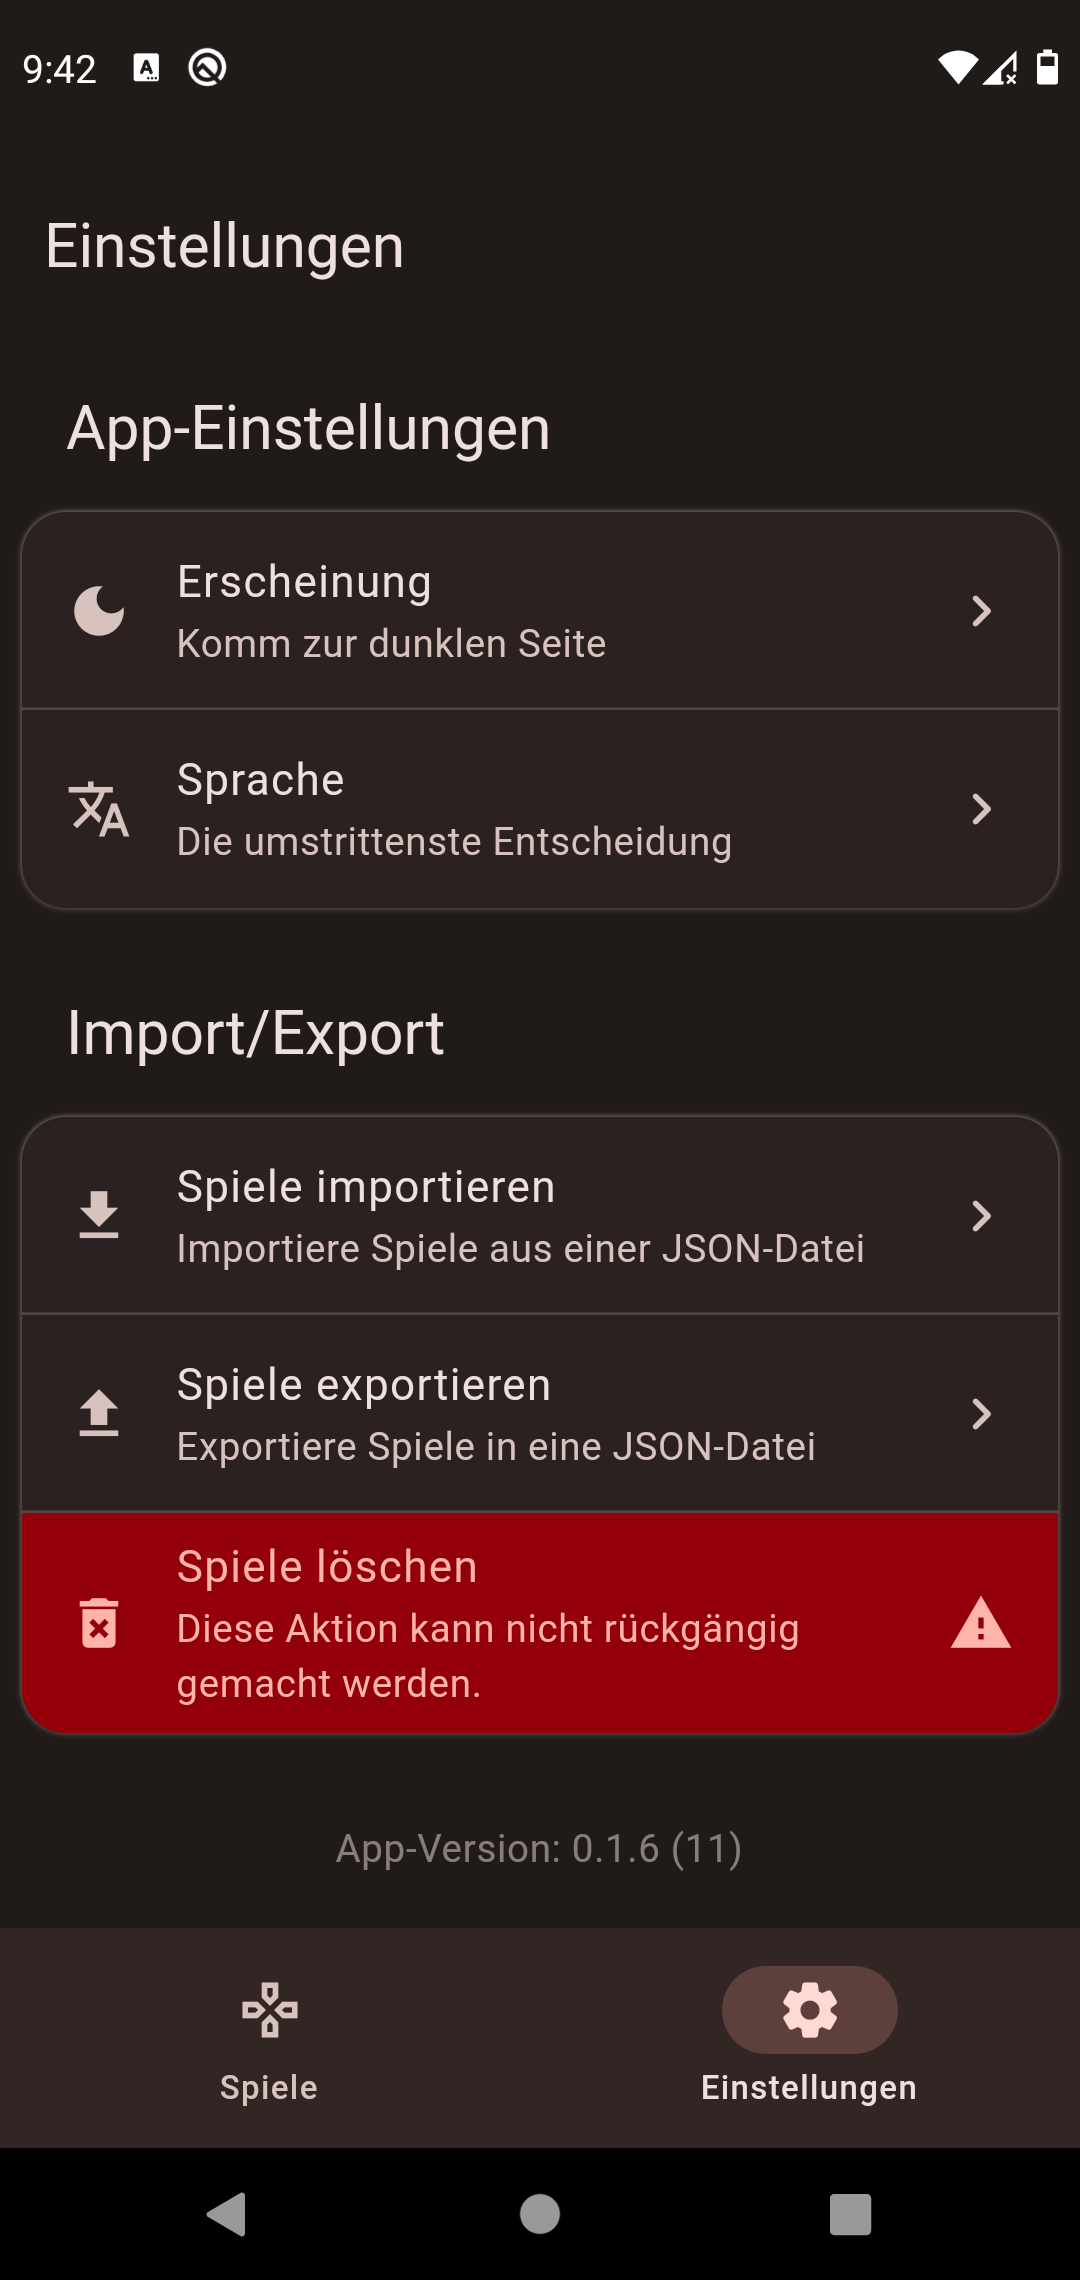 9:42
Einstellungen
App-Einstellungen
Erscheinung
Komm zur dunklen Seite
Sprache
Die umstrittenste Entscheidung
Import/Export
Spiele importieren
Importiere Spiele aus einer JSON-Datei
Spiele exportieren
Exportiere Spiele in eine JSON-Datei
Spiele löschen
Diese Aktion kann nicht rückgängig
gemacht werden.
App-Version: 0.1.6 (11)
Spiele
Einstellungen